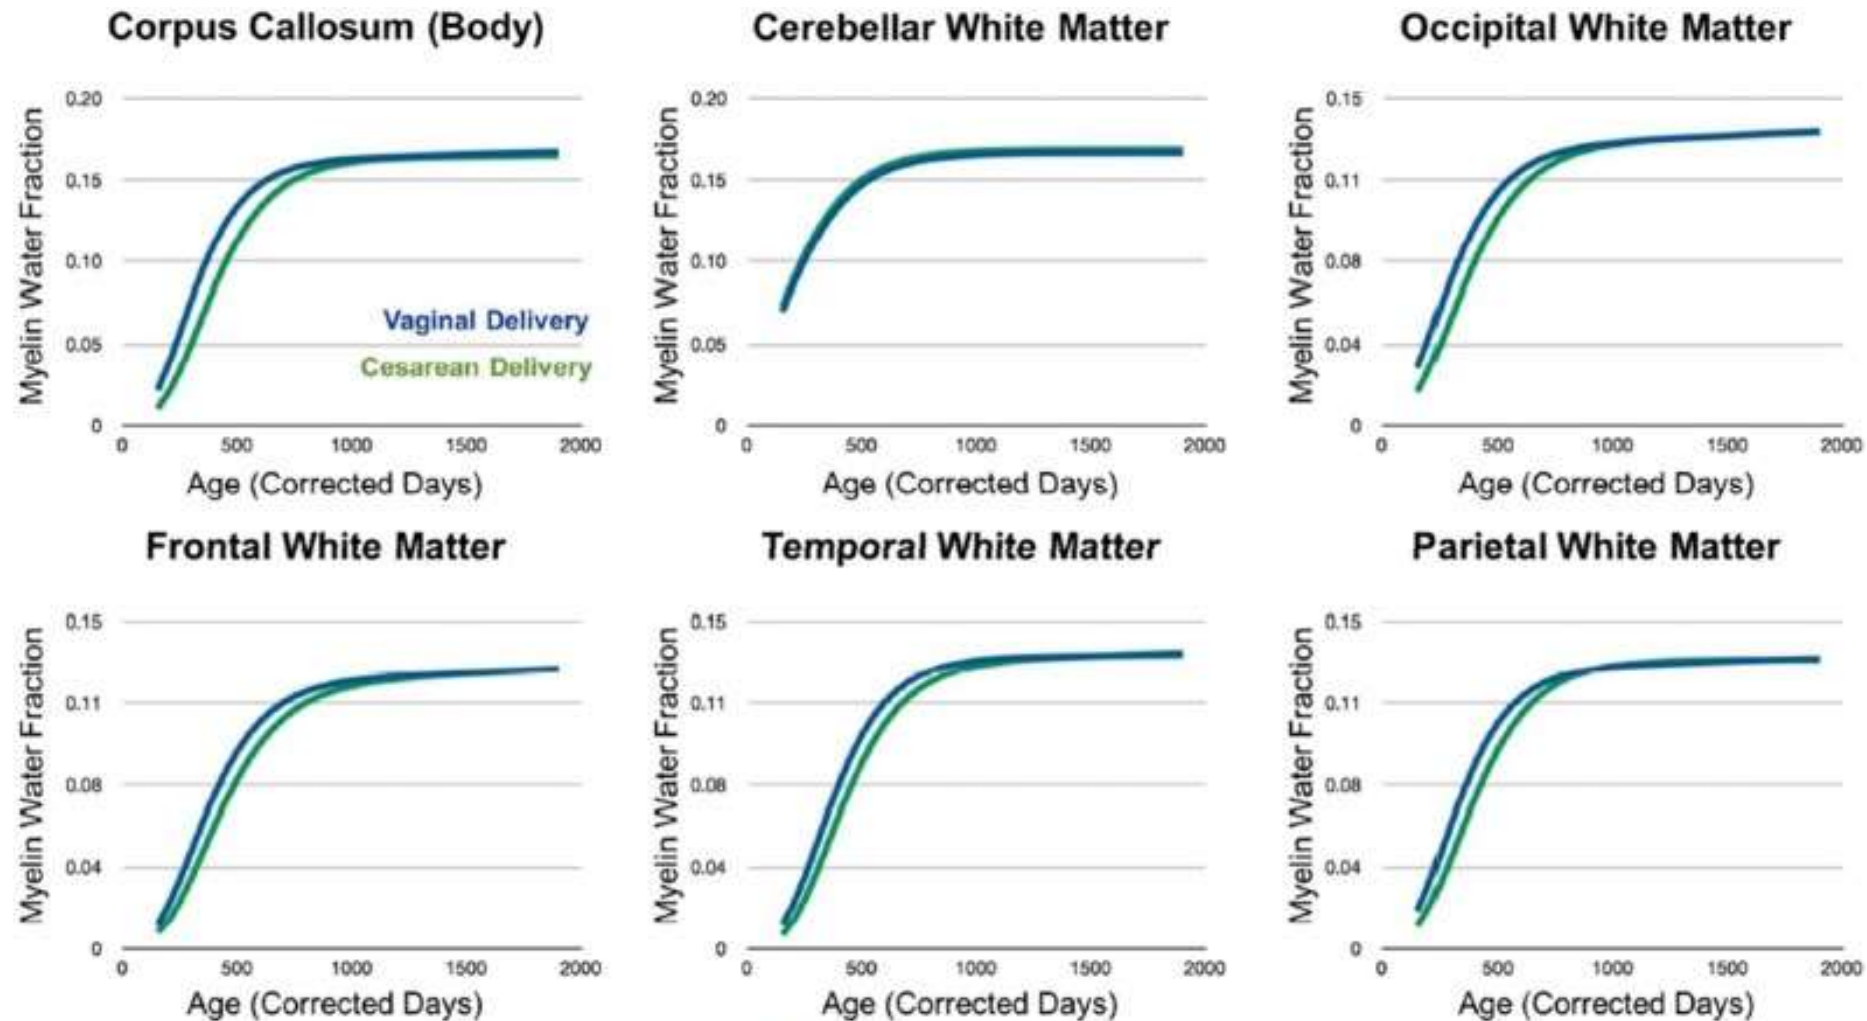 Corpus Callosum (Body)
Myelin Water Fraction
0.20
0.15
0.10
0.05
0
Vaginal Delivery
Cesarean Delivery
0 500 1000 1500 2000
Age (Corrected Days)
Cerebellar White Matter
Myelin Water Fraction
0.20
0.15
0.10
0.05
0
0 500 1000 1500 2000
Age (Corrected Days)
Occipital White Matter
Myelin Water Fraction
0.15
0.11
0.08
0.04
0
0 500 1000 1500 2000
Age (Corrected Days)
Frontal White Matter
Myelin Water Fraction
0.15
0.11
0.08
0.04
0
0 500 1000 1500 2000
Age (Corrected Days)
Temporal White Matter
Myelin Water Fraction
0.15
0.11
0.08
0.04
0
0 500 1000 1500 2000
Age (Corrected Days)
Parietal White Matter
Myelin Water Fraction
0.15
0.11
0.08
0.04
0
0 500 1000 1500 2000
Age (Corrected Days)